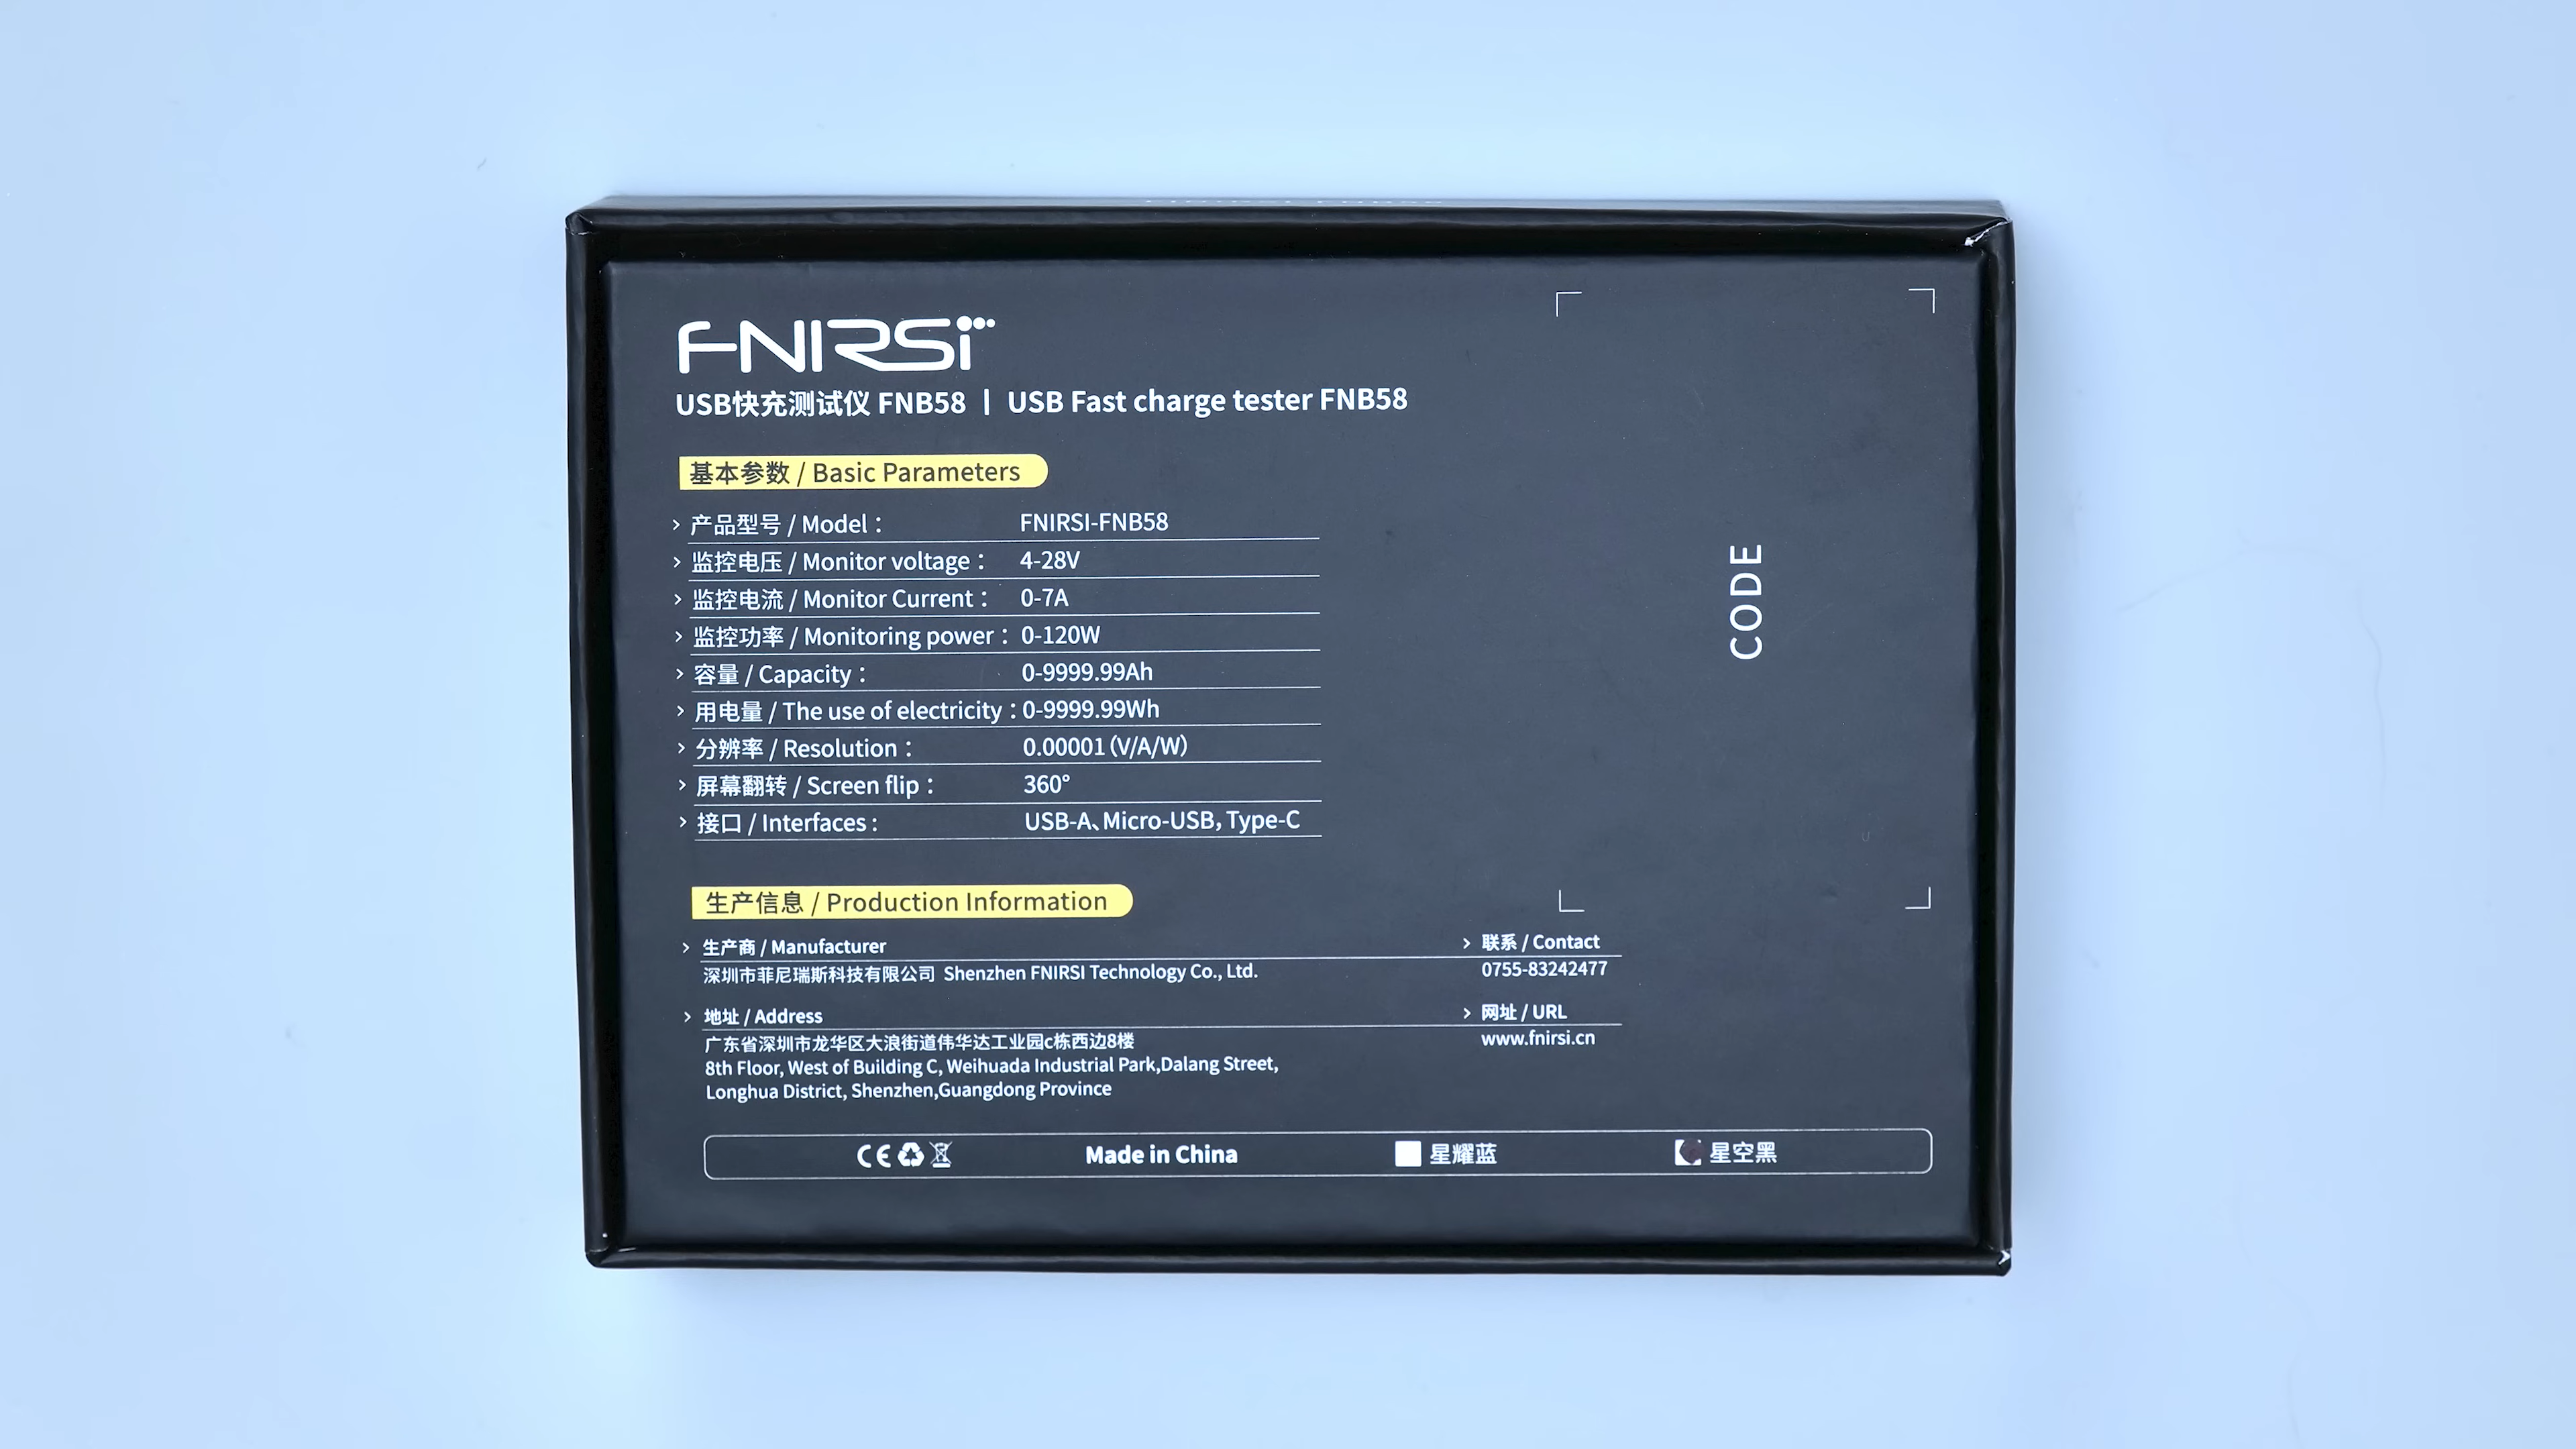 FNIRSI
USB快充测试仪 FNB58 | USB Fast charge tester FNB58
基本参数 / Basic Parameters
› 产品型号 / Model： FNIRSI-FNB58
› 监控电压 / Monitor voltage： 4-28V
› 监控电流 / Monitor Current： 0-7A
› 监控功率 / Monitoring power： 0-120W
› 容量 / Capacity： 0-9999.99Ah
› 用电量 / The use of electricity：0-9999.99Wh
› 分辨率 / Resolution： 0.00001（V/A/W）
› 屏幕翻转 / Screen flip： 360°
› 接口 / Interfaces： USB-A、Micro-USB，Type-C
CODE
生产信息 / Production Information
› 生产商 / Manufacturer
深圳市菲尼瑞斯科技有限公司 Shenzhen FNIRSI Technology Co., Ltd.
› 联系 / Contact
0755-83242477
› 地址 / Address
广东省深圳市龙华区大浪街道伟华达工业园c栋西边8楼
8th Floor, West of Building C, Weihuada Industrial Park,Dalang Street,
Longhua District, Shenzhen,Guangdong Province
› 网址 / URL
www.fnirsi.cn
CE Made in China 星耀蓝 星空黑